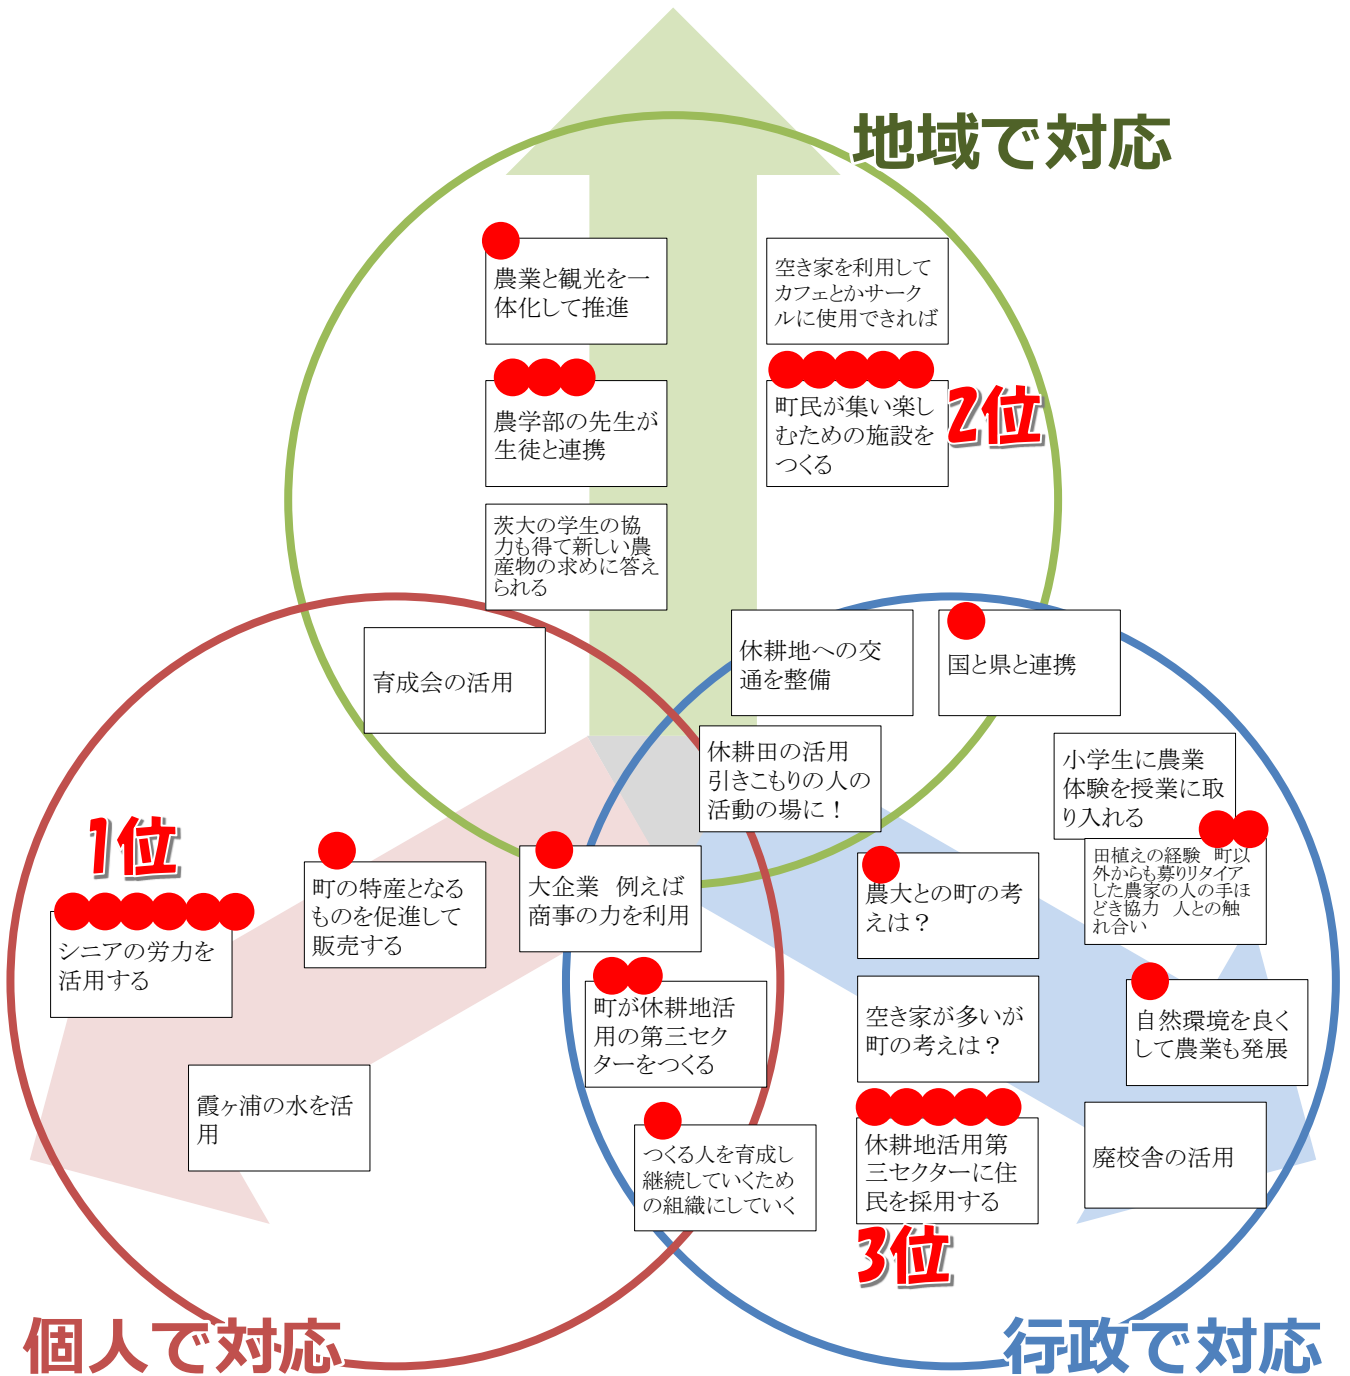 地域で対応
農業と観光を一
体化して推進
空き家を利用して
カフェとかサーク
ルに使用できれば
農学部の先生が
生徒と連携
町民が集い楽し
むための施設を
つくる
2位
茨大の学生の協
力も得て新しい農
産物の求めに答え
られる
育成会の活用
休耕地への交
通を整備
国と県と連携
休耕田の活用
引きこもりの人の
活動の場に！
小学生に農業
体験を授業に取
り入れる
田植えの経験　町以
外からも募りリタイア
した農家の人の手ほ
どき協力　人との触
れ合い
1位
シニアの労力を
活用する
町の特産となる
ものを促進して
販売する
大企業　例えば
商事の力を利用
農大との町の考
えは？
町が休耕地活
用の第三セク
ターをつくる
空き家が多いが
町の考えは？
自然環境を良く
して農業も発展
霞ヶ浦の水を活
用
つくる人を育成し
継続していくため
の組織にしていく
休耕地活用第
三セクターに住
民を採用する
3位
廃校舎の活用
個人で対応
行政で対応